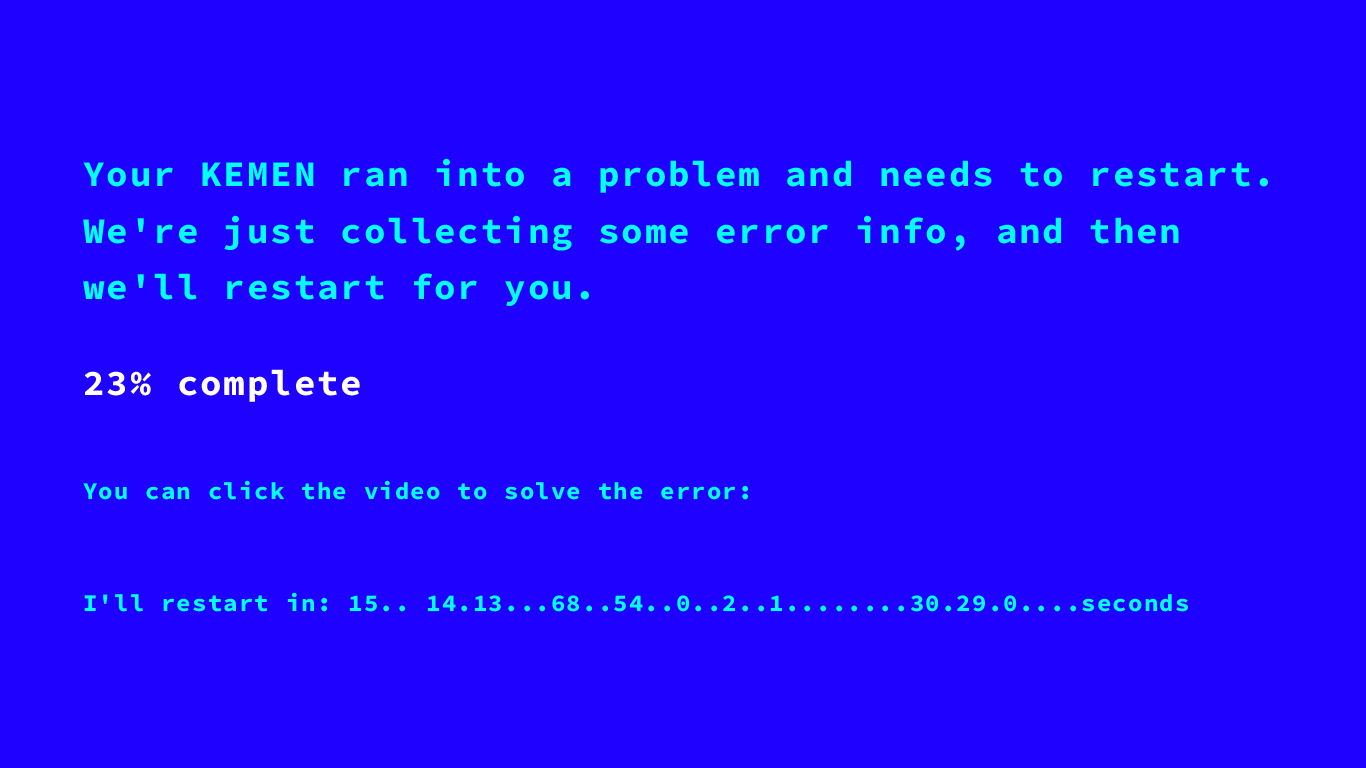 Your KEMEN ran into a problem and needs to restart.
We're just collecting some error info, and then
we'll restart for you.
23% complete
You can click the video to solve the error:
I'll restart in: 15.. 14.13...68..54..0..2..1........30.29.0....seconds